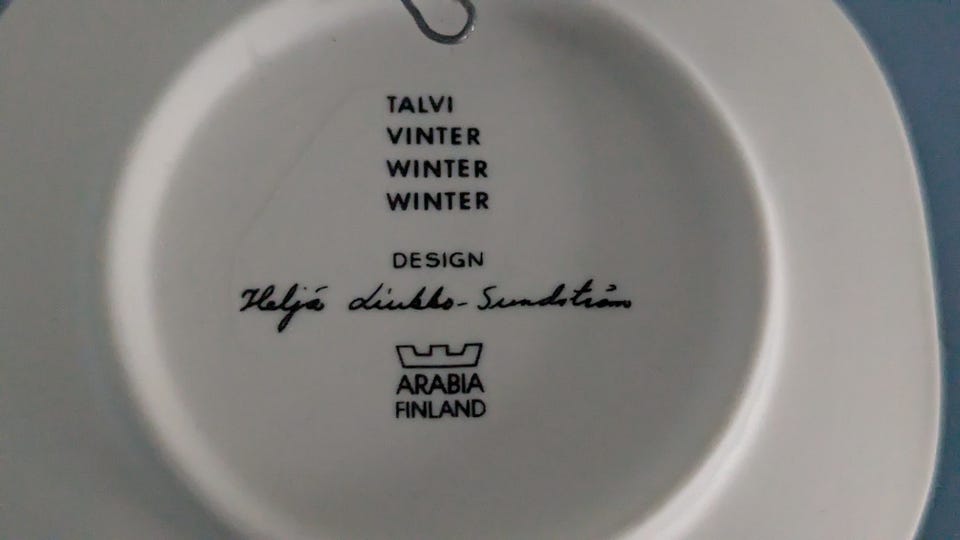 TALVI
VINTER
WINTER
WINTER
DESIGN
Heljä Liukko-Sundström
ARABIA
FINLAND